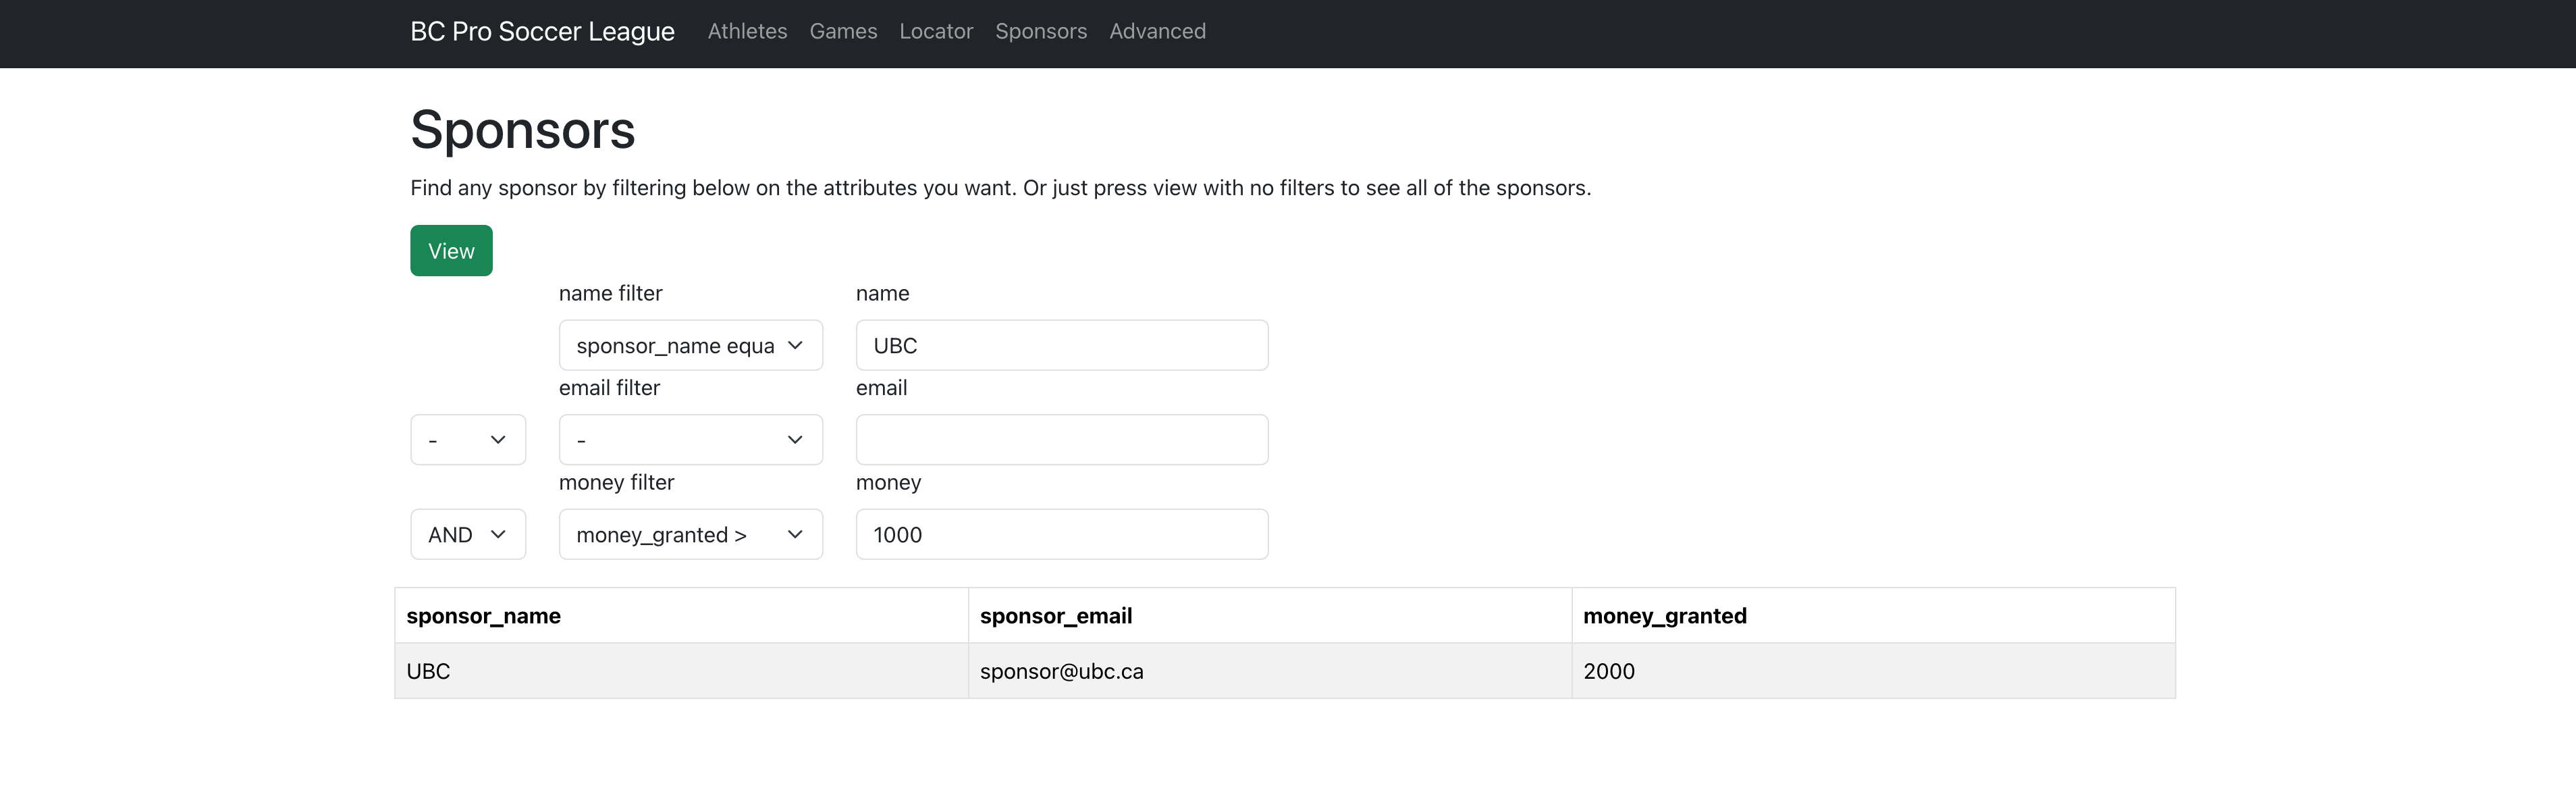 BC Pro Soccer League Athletes Games Locator Sponsors Advanced
Sponsors
Find any sponsor by filtering below on the attributes you want. Or just press view with no filters to see all of the sponsors.
View
name filter name
sponsor_name equa UBC
email filter email
- -
money filter money
AND money_granted > 1000
sponsor_name sponsor_email money_granted
UBC sponsor@ubc.ca 2000